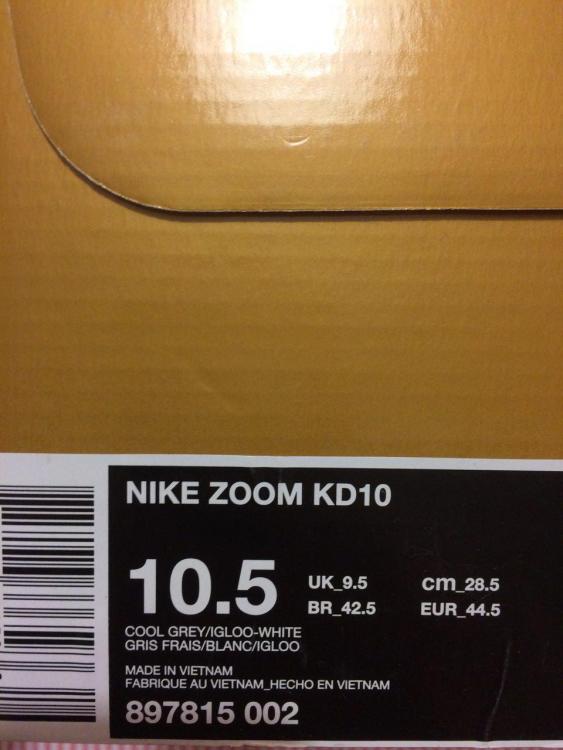 NIKE ZOOM KD10
10.5
UK_9.5 cm_28.5
BR_42.5 EUR_44.5
COOL GREY/IGLOO-WHITE
GRIS FRAIS/BLANC/IGLOO
MADE IN VIETNAM
FABRIQUE AU VIETNAM_HECHO EN VIETNAM
897815 002